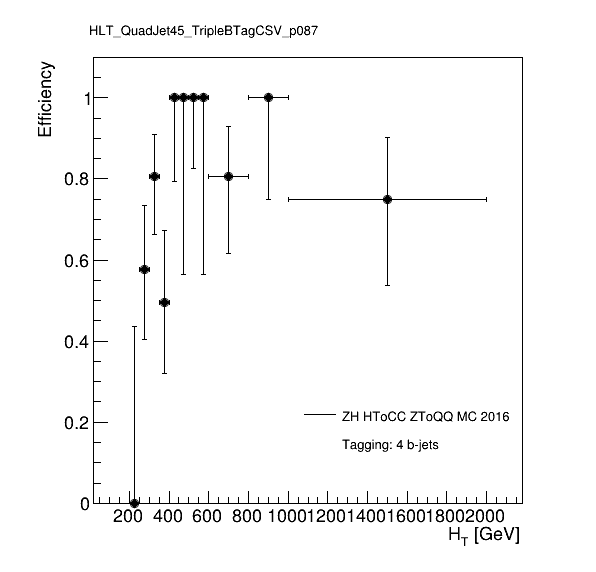 HLT_QuadJet45_TripleBTagCSV_p087
Efficiency
1
0.8
0.6
0.4
0.2
0
ZH HToCC ZToQQ MC 2016
Tagging: 4 b-jets
200 400 600 800 1000 1200 1400 1600 1800 2000
H_T [GeV]